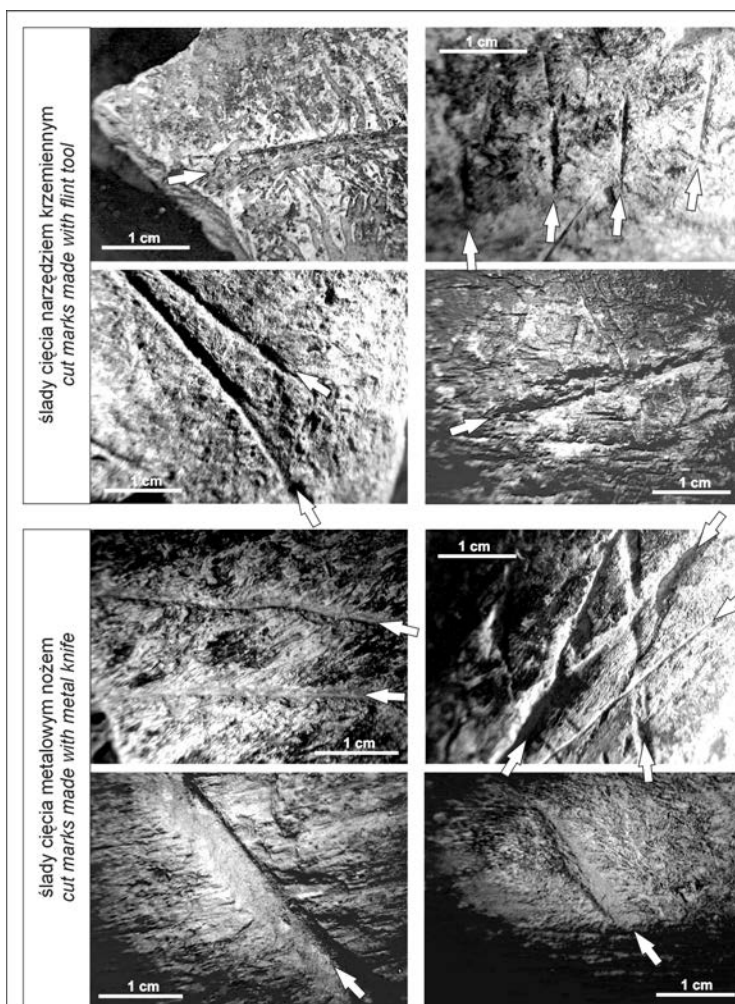 ślady cięcia narzędziem krzemiennym
cut marks made with flint tool
1 cm
1 cm
1 cm
1 cm
ślady cięcia metalowym nożem
cut marks made with metal knife
1 cm
1 cm
1 cm
1 cm